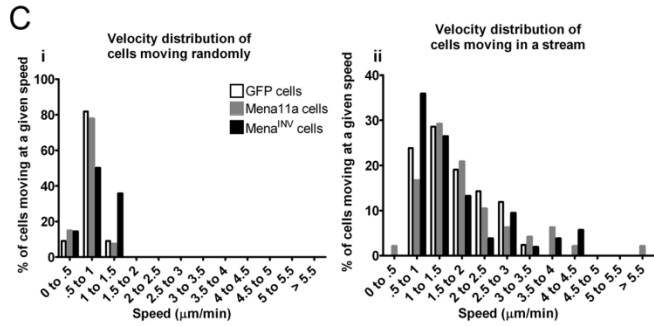 C
Velocity distribution of
cells moving randomly
i
% of cells moving at a given speed
100
80
60
40
20
0
GFP cells
Mena11a cells
Mena^INV cells
0 to .5
.5 to 1
1 to 1.5
1.5 to 2
2 to 2.5
2.5 to 3
3 to 3.5
3.5 to 4
4 to 4.5
4.5 to 5
5 to 5.5
> 5.5
Speed (μm/min)
Velocity distribution of
cells moving in a stream
ii
% of cells moving at a given speed
40
30
20
10
0
0 to .5
.5 to 1
1 to 1.5
1.5 to 2
2 to 2.5
2.5 to 3
3 to 3.5
3.5 to 4
4 to 4.5
4.5 to 5
5 to 5.5
> 5.5
Speed (μm/min)